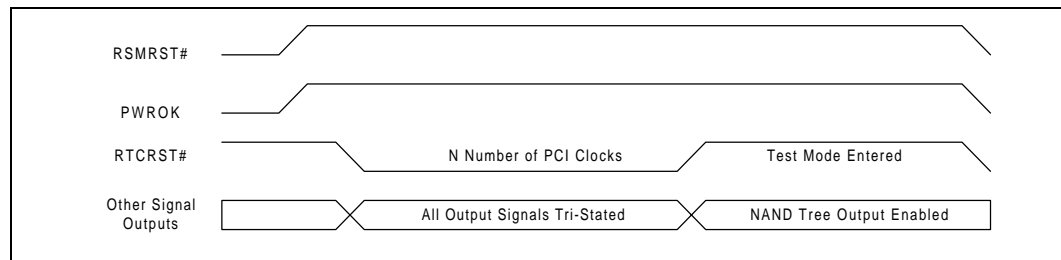 RSMRST#
PWROK
RTCRST#
N Number of PCI Clocks
Test Mode Entered
Other Signal
Outputs
All Output Signals Tri-Stated
NAND Tree Output Enabled